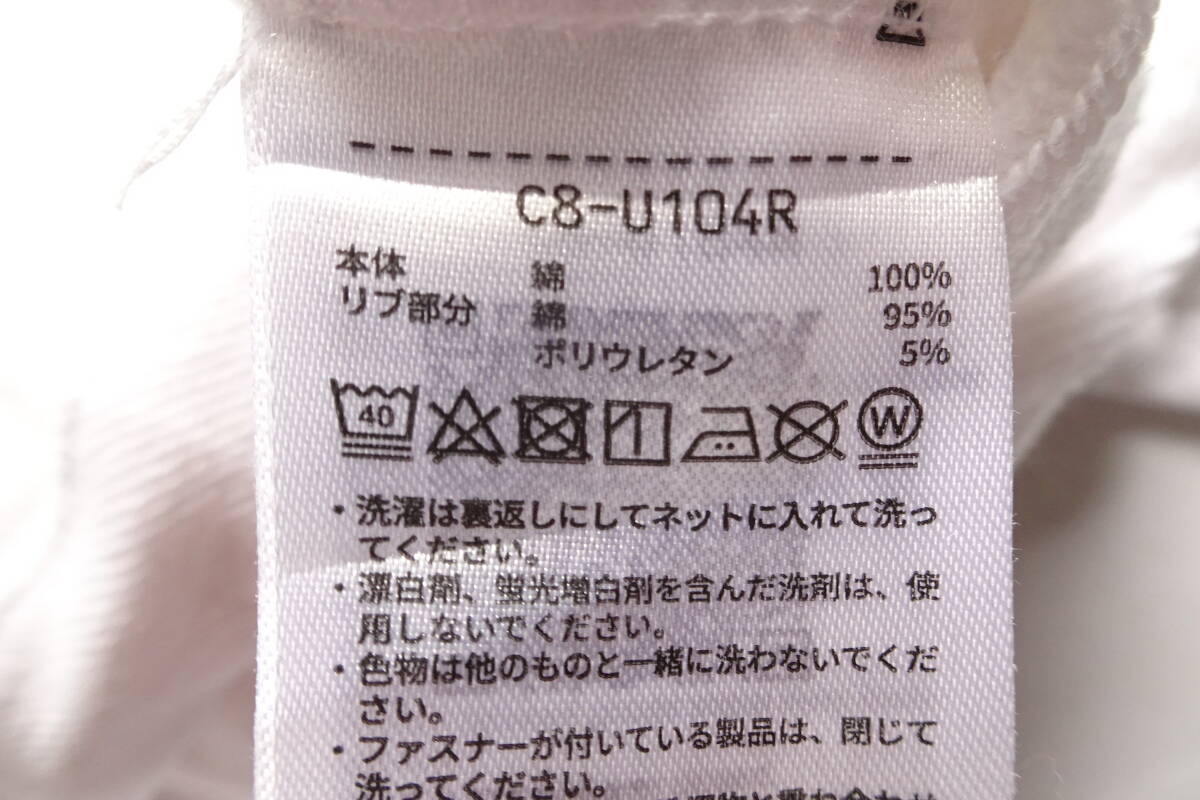 C8-U104R
本体 綿 100%
リブ部分 綿 95%
ポリウレタン 5%
40 W
・洗濯は裏返しにしてネットに入れて洗っ
てください。
・漂白剤、蛍光増白剤を含んだ洗剤は、使
用しないでください。
・色物は他のものと一緒に洗わないでくだ
さい。
・ファスナーが付いている製品は、閉じて
洗ってください。